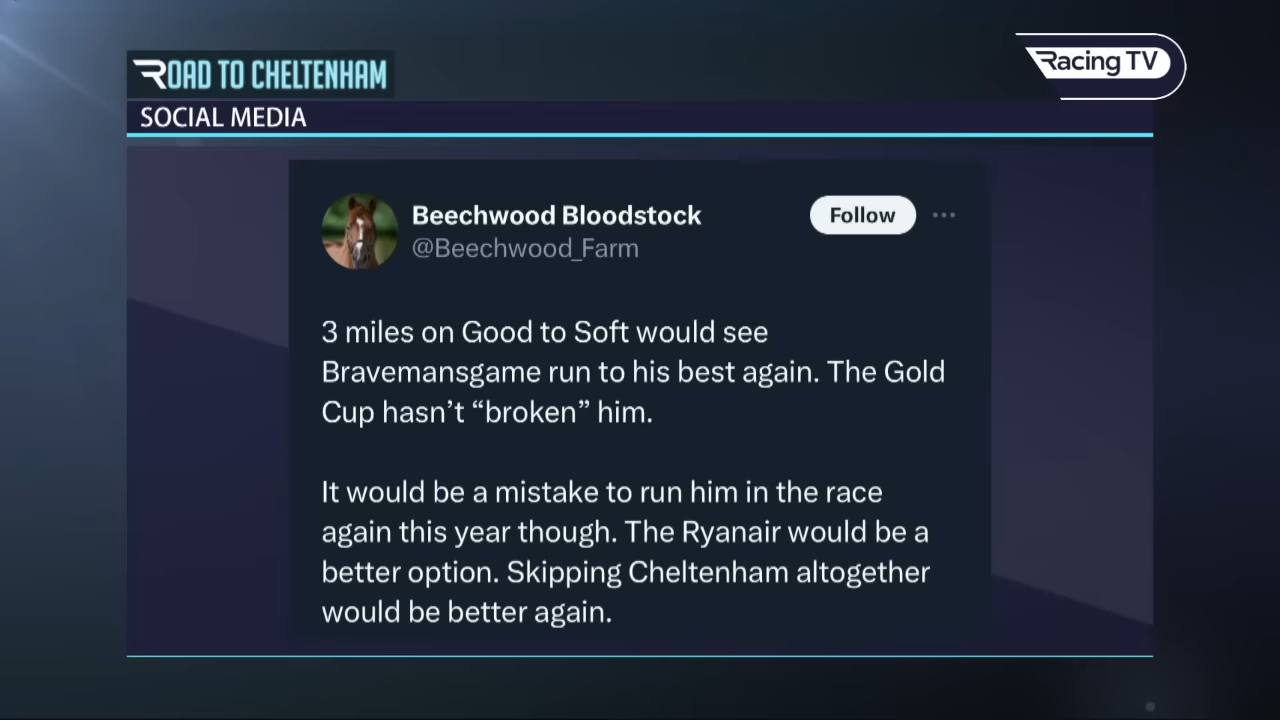 ROAD TO CHELTENHAM
Racing TV
SOCIAL MEDIA
Beechwood Bloodstock
@Beechwood_Farm
Follow
3 miles on Good to Soft would see
Bravemansgame run to his best again. The Gold
Cup hasn’t “broken” him.
It would be a mistake to run him in the race
again this year though. The Ryanair would be a
better option. Skipping Cheltenham altogether
would be better again.